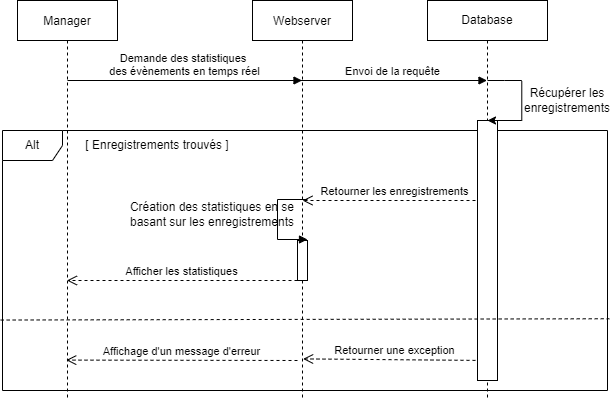 Manager
Webserver
Database
Demande des statistiques
des évènements en temps réel
Envoi de la requête
Récupérer les
enregistrements
Alt
[ Enregistrements trouvés ]
Retourner les enregistrements
Création des statistiques en se
basant sur les enregistrements
Afficher les statistiques
Affichage d'un message d'erreur
Retourner une exception